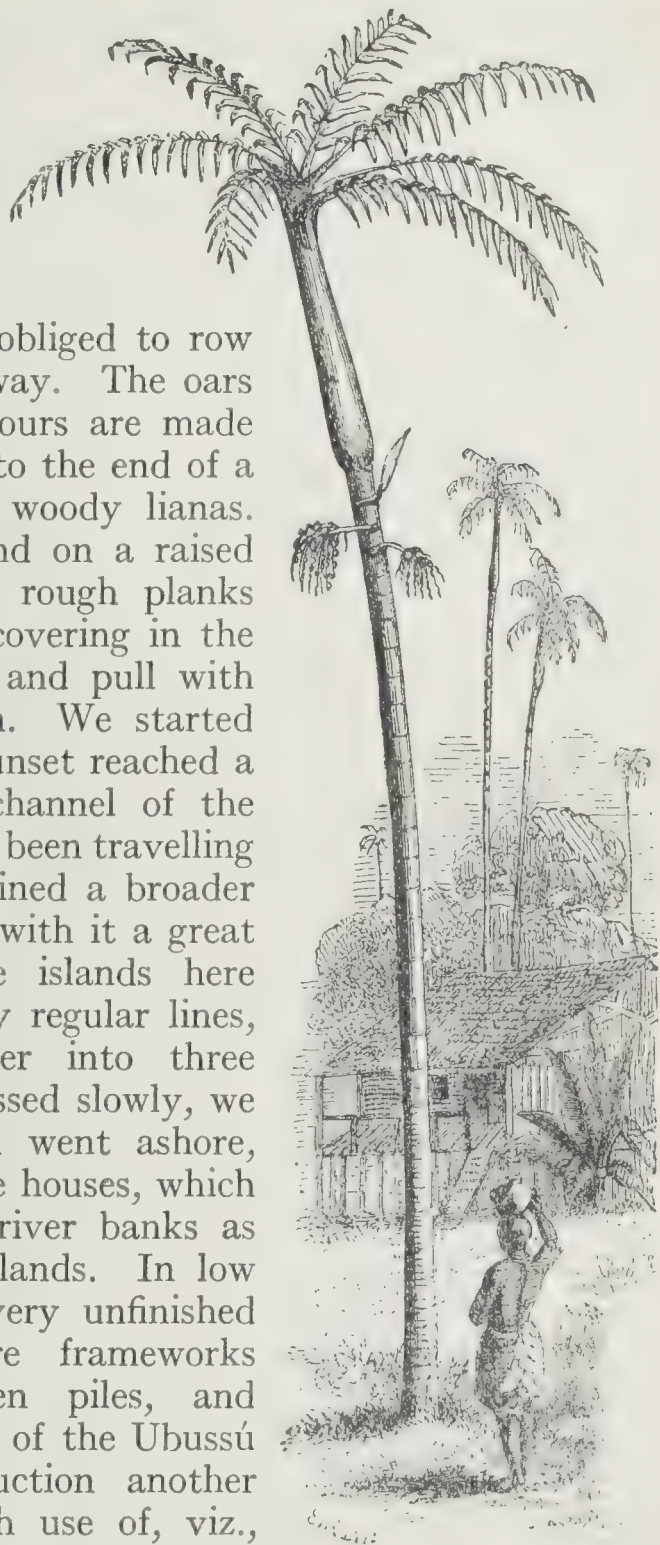 obliged to row
vay. The oars
ours are made
to the end of a
woody lianas.
nd on a raised
rough planks
covering in the
and pull with
We started
unset reached a
channel of the
been travelling
ined a broader
with it a great
islands here
regular lines,
er into three
ssed slowly, we
went ashore,
houses, which
river banks as
lands. In low
very unfinished
re frameworks
en piles, and
of the Ubussú
uction another
use of, viz.,